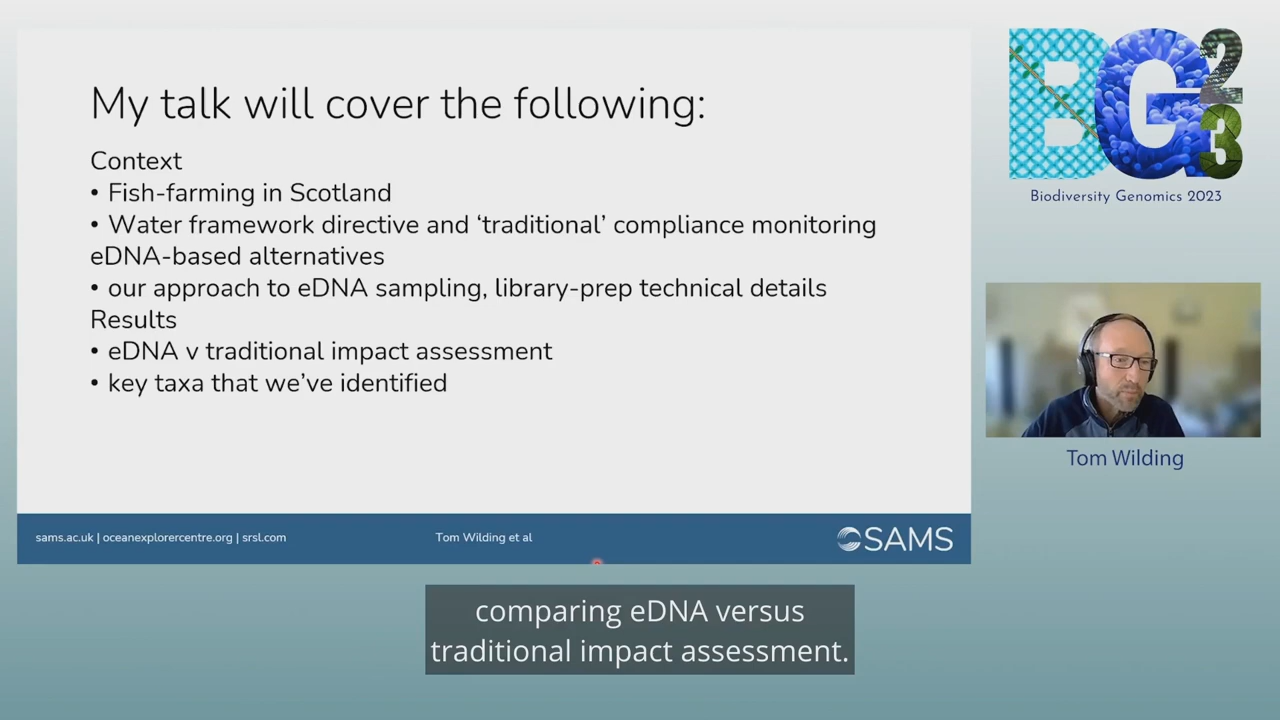 My talk will cover the following:
Context
• Fish-farming in Scotland
• Water framework directive and ‘traditional’ compliance monitoring
eDNA-based alternatives
• our approach to eDNA sampling, library-prep technical details
Results
• eDNA v traditional impact assessment
• key taxa that we’ve identified
sams.ac.uk | oceanexplorercentre.org | srsl.com
Tom Wilding et al
SAMS
BG23
Biodiversity Genomics 2023
Tom Wilding
comparing eDNA versus
traditional impact assessment.